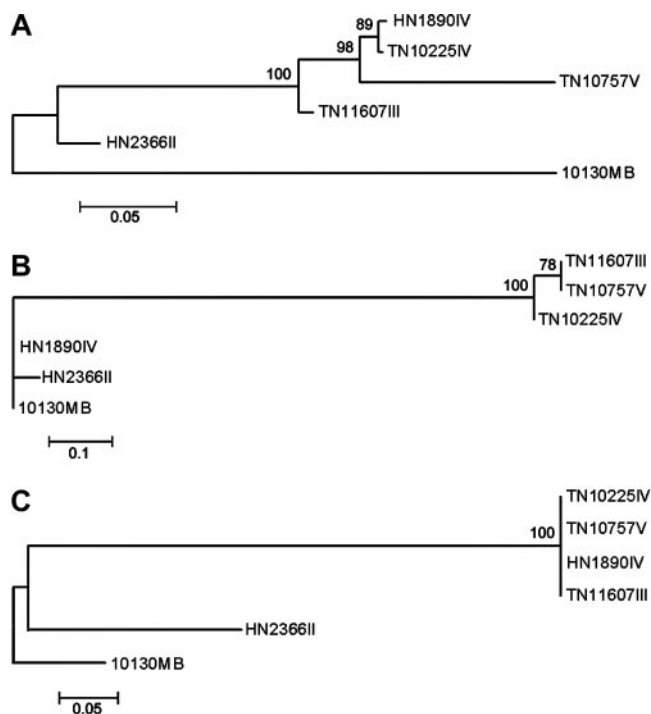 A
89
HN1890IV
TN10225IV
98
100
TN10757V
TN11607III
HN2366II
10130MB
0.05
B
78
TN11607III
100
TN10757V
TN10225IV
HN1890IV
HN2366II
10130MB
0.1
C
TN10225IV
100
TN10757V
HN1890IV
TN11607III
HN2366II
10130MB
0.05